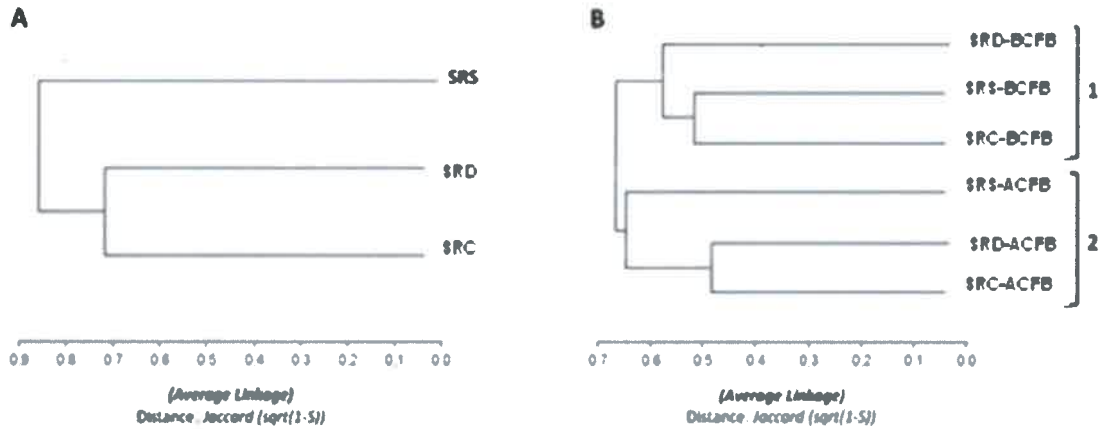 A
SRS
SRD
SRC
0.9 0.8 0.7 0.6 0.5 0.4 0.3 0.2 0.1 0.0
(Average Linkage)
Distance. Jaccard (sqrt(1-S))
B
SRD-BCFB
SRS-BCFB
SRC-BCFB
1
SRS-ACFB
SRD-ACFB
SRC-ACFB
2
0.7 0.6 0.5 0.4 0.3 0.2 0.1 0.0
(Average Linkage)
Distance. Jaccard (sqrt(1-S))